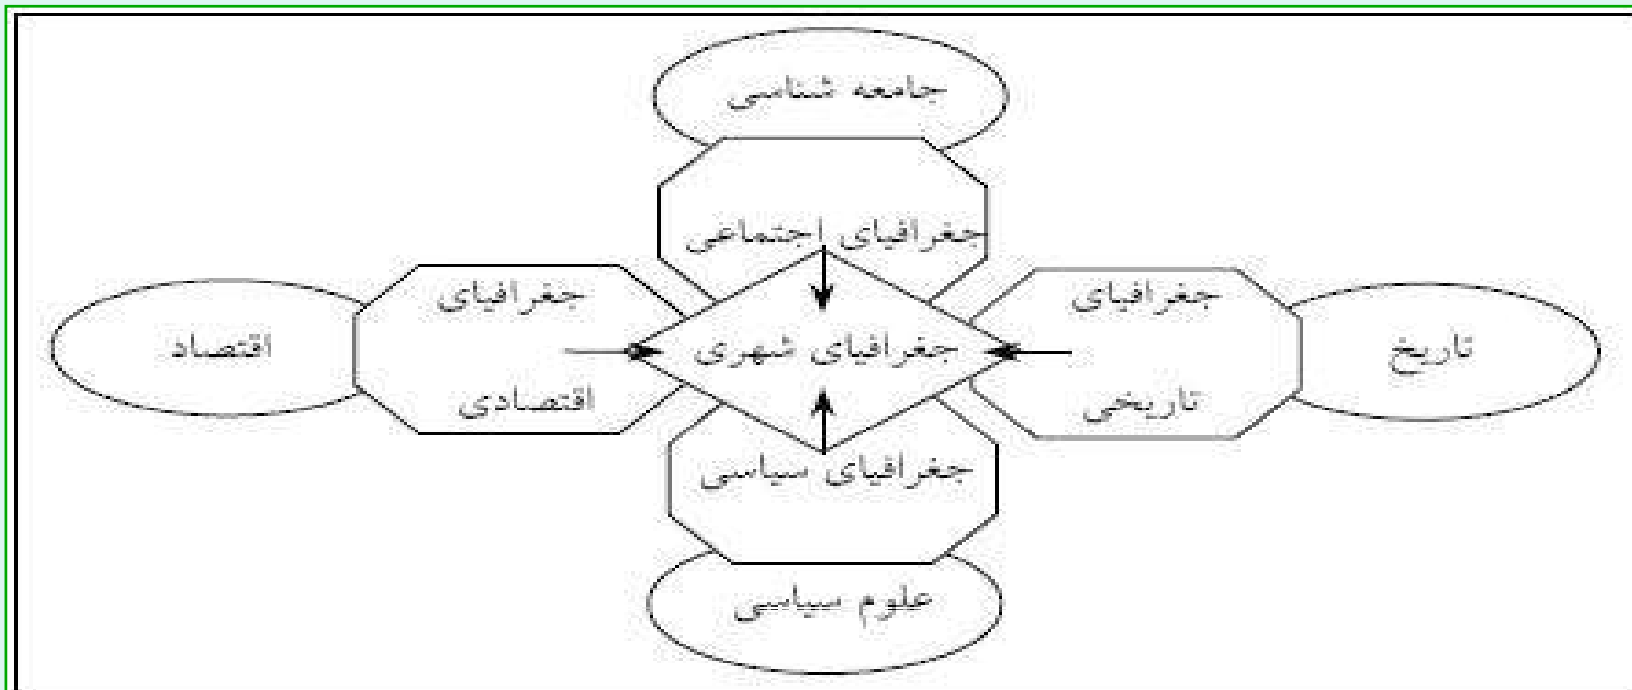 جامعه شناسی
جغرافیای اجتماعی
جغرافیای
تاریخی
تاریخ
جغرافیای شهری
جغرافیای
اقتصادی
اقتصاد
جغرافیای سیاسی
علوم سیاسی